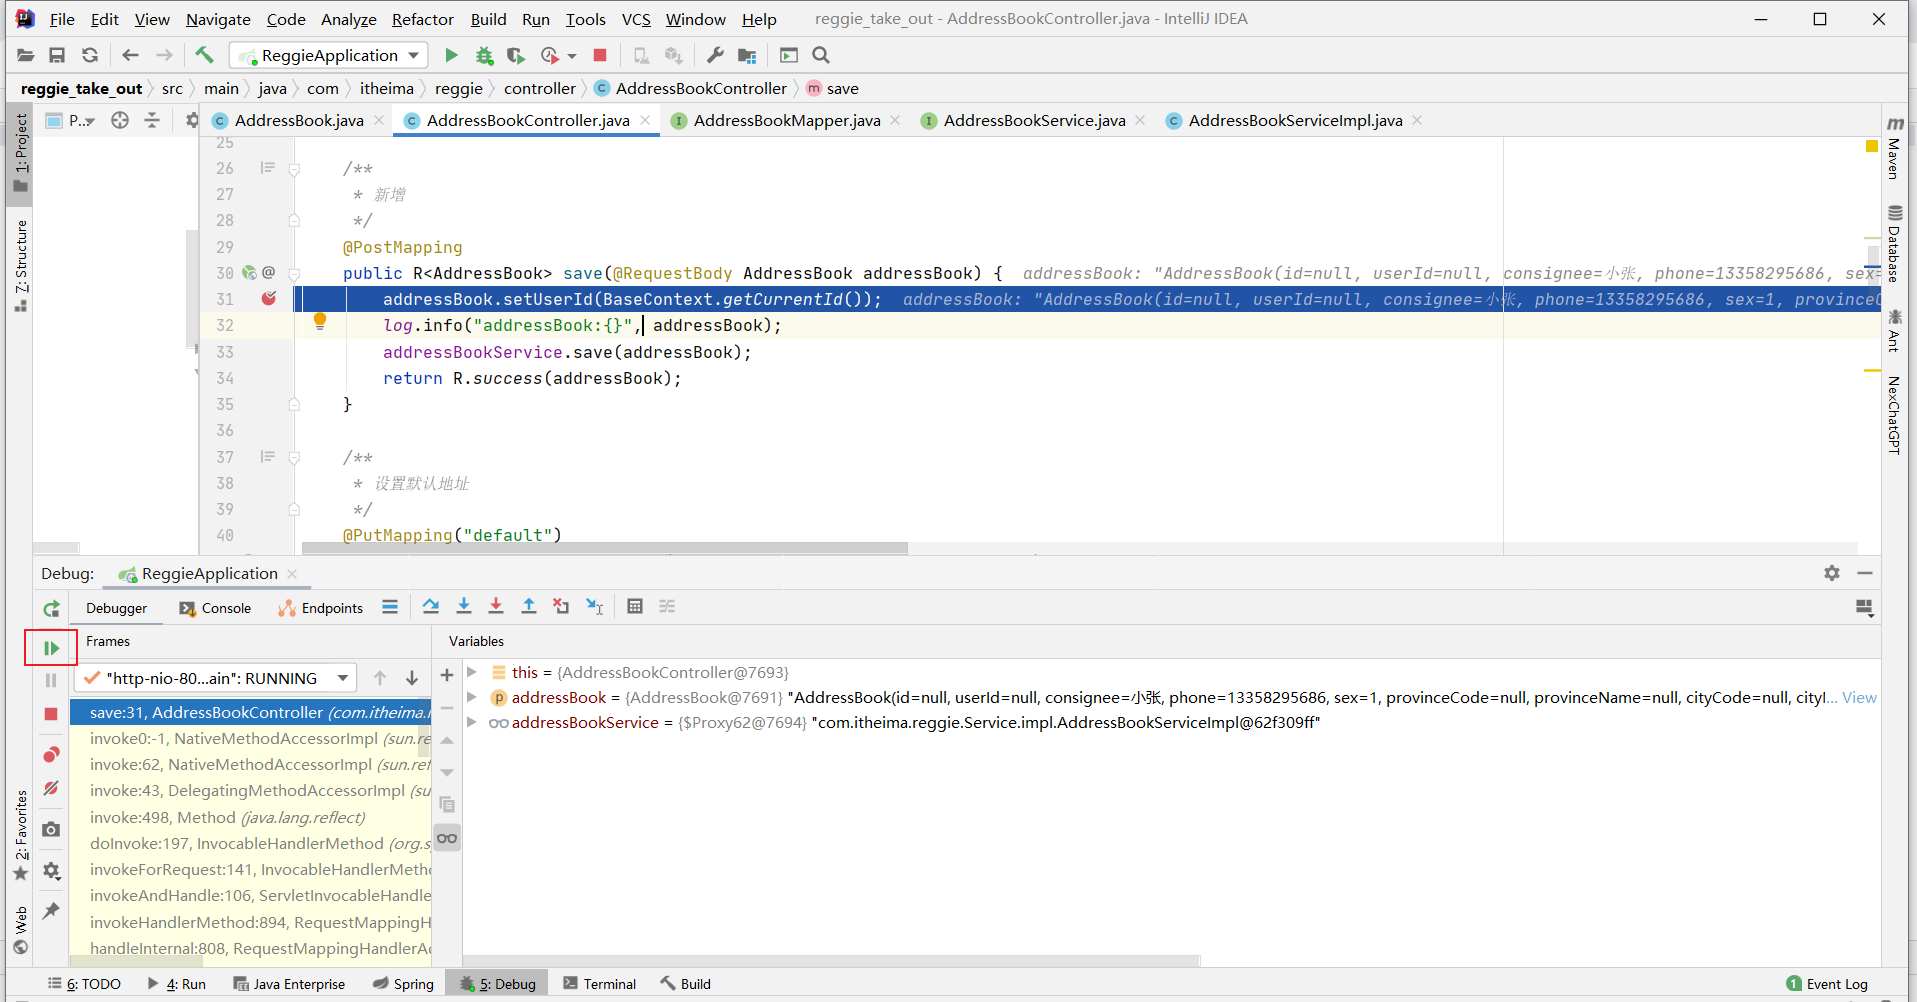 File Edit View Navigate Code Analyze Refactor Build Run Tools VCS Window Help reggie_take_out - AddressBookController.java - IntelliJ IDEA
ReggieApplication
reggie_take_out src main java com itheima reggie controller AddressBookController save
P... AddressBook.java AddressBookController.java AddressBookMapper.java AddressBookService.java AddressBookServiceImpl.java
1: Project
Z: Structure
2: Favorites
Web
Maven
Database
Ant
NexChatGPT
25
26 /**
27 * 新增
28 */
29 @PostMapping
30 public R<AddressBook> save(@RequestBody AddressBook addressBook) { addressBook: "AddressBook(id=null, userId=null, consignee=小张, phone=13358295686, sex=
31 addressBook.setUserId(BaseContext.getCurrentId()); addressBook: "AddressBook(id=null, userId=null, consignee=小张, phone=13358295686, sex=1, province
32 log.info("addressBook:{}", addressBook);
33 addressBookService.save(addressBook);
34 return R.success(addressBook);
35 }
36
37 /**
38 * 设置默认地址
39 */
40 @PutMapping("default")
Debug: ReggieApplication
Debugger Console Endpoints
Frames
Variables
"http-nio-80...ain": RUNNING
save:31, AddressBookController (com.itheima.
invoke0:-1, NativeMethodAccessorImpl (sun.re
invoke:62, NativeMethodAccessorImpl (sun.ref
invoke:43, DelegatingMethodAccessorImpl (su
invoke:498, Method (java.lang.reflect)
doInvoke:197, InvocableHandlerMethod (org.s
invokeForRequest:141, InvocableHandlerMetho
invokeAndHandle:106, ServletInvocableHandle
invokeHandlerMethod:894, RequestMappingH
handleInternal:808, RequestMappingHandlerA
this = {AddressBookController@7693}
addressBook = {AddressBook@7691} "AddressBook(id=null, userId=null, consignee=小张, phone=13358295686, sex=1, provinceCode=null, provinceName=null, cityCode=null, cityI... View
addressBookService = {$Proxy62@7694} "com.itheima.reggie.Service.impl.AddressBookServiceImpl@62f309ff"
6: TODO 4: Run Java Enterprise Spring 5: Debug Terminal Build 1 Event Log